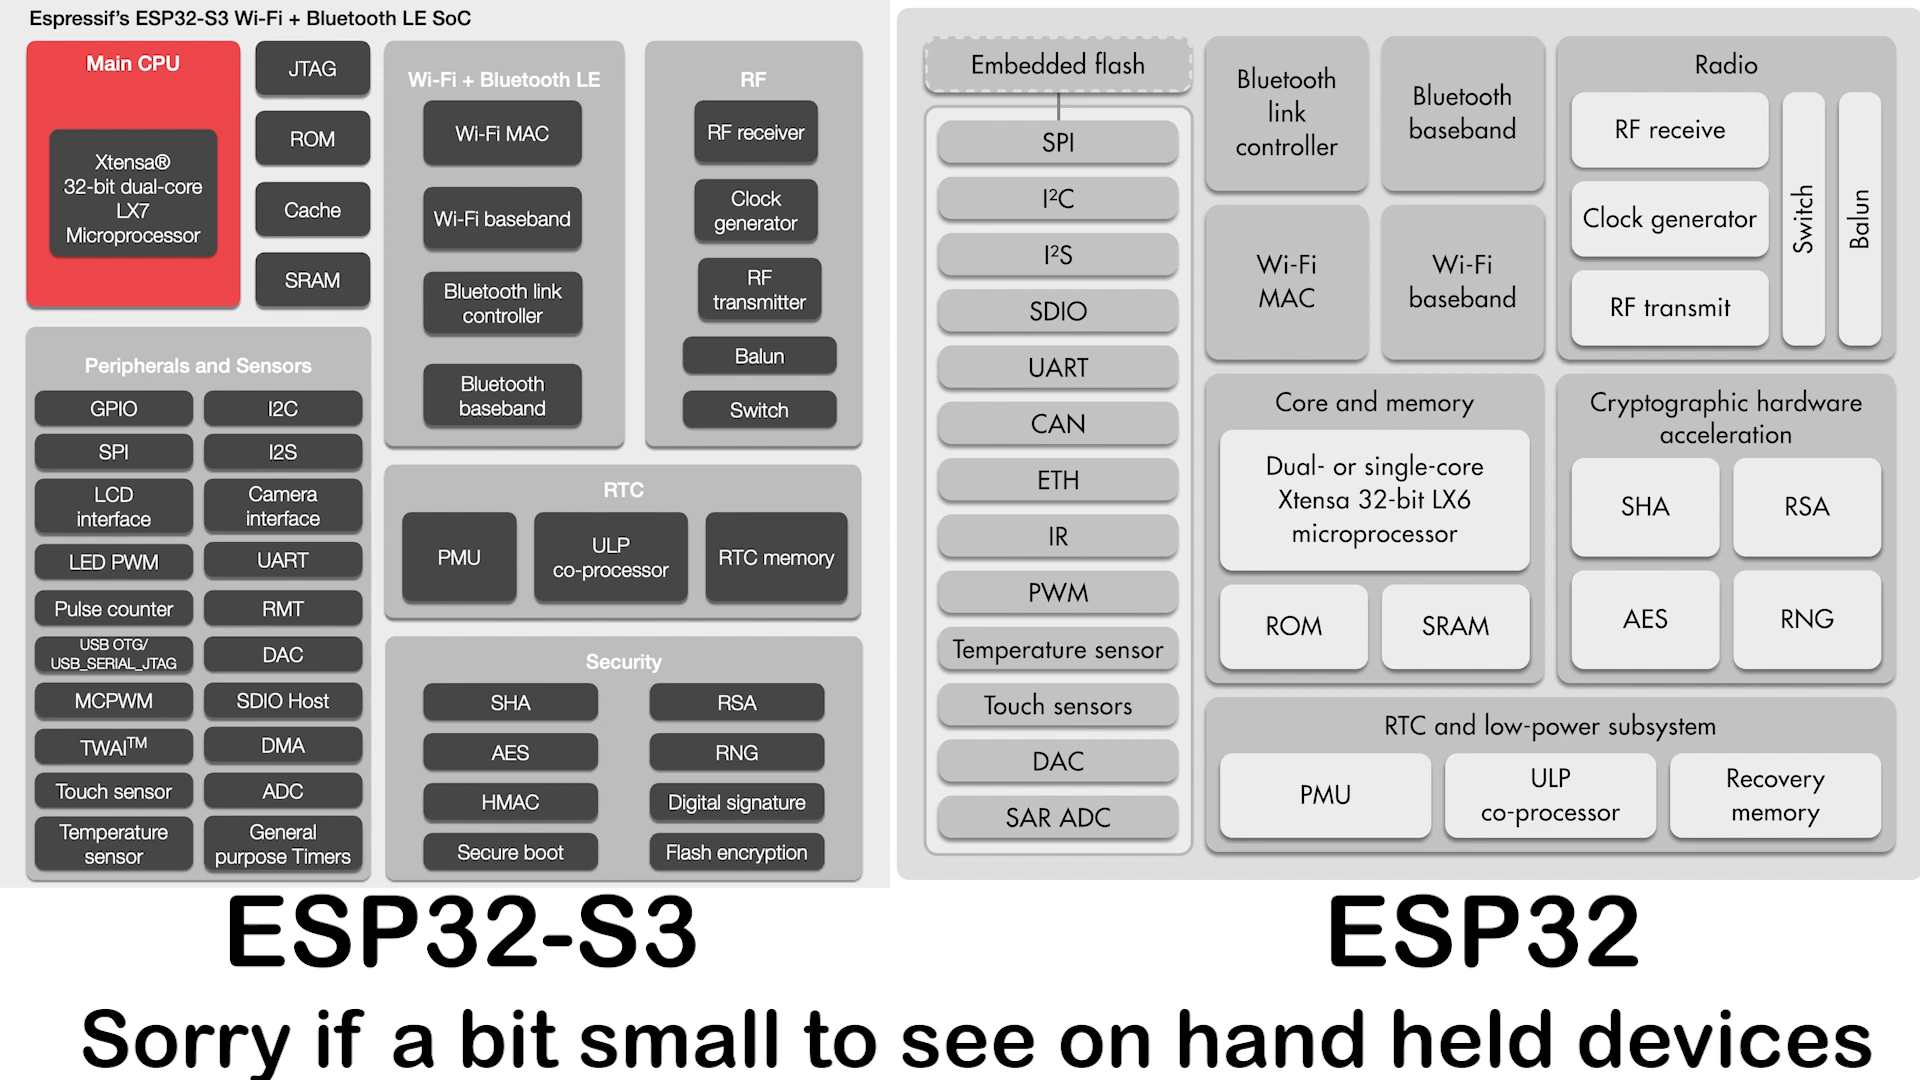 Espressif's ESP32-S3 Wi-Fi + Bluetooth LE SoC
Main CPU
Xtensa®
32-bit dual-core
LX7
Microprocessor
JTAG
ROM
Cache
SRAM
Wi-Fi + Bluetooth LE
Wi-Fi MAC
Wi-Fi baseband
Bluetooth link
controller
Bluetooth
baseband
RF
RF receiver
Clock
generator
RF
transmitter
Balun
Switch
Peripherals and Sensors
GPIO
I2C
SPI
I2S
LCD
interface
Camera
interface
LED PWM
UART
Pulse counter
RMT
USB OTG/
USB_SERIAL_JTAG
DAC
MCPWM
SDIO Host
TWAI™
DMA
Touch sensor
ADC
Temperature
sensor
General
purpose Timers
RTC
PMU
ULP
co-processor
RTC memory
Security
SHA
RSA
AES
RNG
HMAC
Digital signature
Secure boot
Flash encryption
Embedded flash
SPI
I²C
I²S
SDIO
UART
CAN
ETH
IR
PWM
Temperature sensor
Touch sensors
DAC
SAR ADC
Bluetooth
link
controller
Bluetooth
baseband
Wi-Fi
MAC
Wi-Fi
baseband
Radio
RF receive
Clock generator
RF transmit
Switch
Balun
Core and memory
Dual- or single-core
Xtensa 32-bit LX6
microprocessor
ROM
SRAM
Cryptographic hardware
acceleration
SHA
RSA
AES
RNG
RTC and low-power subsystem
PMU
ULP
co-processor
Recovery
memory
ESP32-S3
ESP32
Sorry if a bit small to see on hand held devices